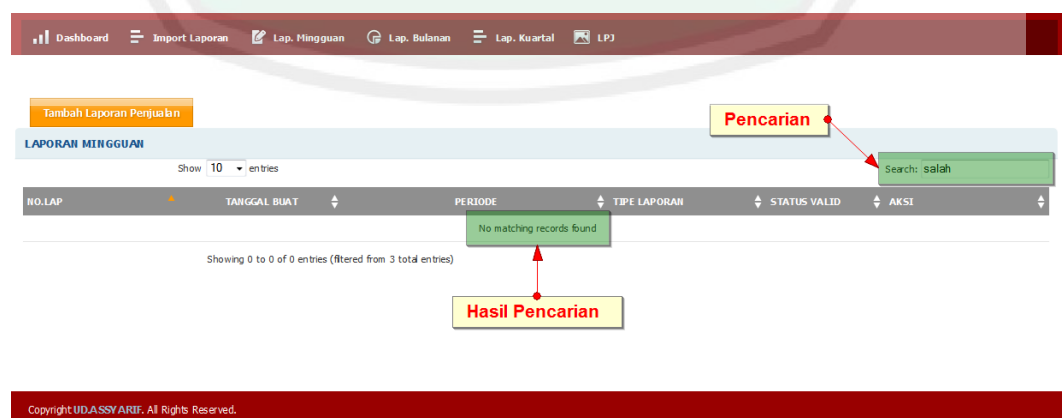 Dashboard Import Laporan Lap. Mingguan Lap. Bulanan Lap. Kuartal LPJ
Tambah Laporan Penjualan
Pencarian
LAPORAN MINGGUAN
Show 10 entries
Search: salah
NO.LAP TANGGAL BUAT PERIODE TIPE LAPORAN STATUS VALID AKSI
No matching records found
Showing 0 to 0 of 0 entries (filtered from 3 total entries)
Hasil Pencarian
Copyright UD.ASSYARIF. All Rights Reserved.